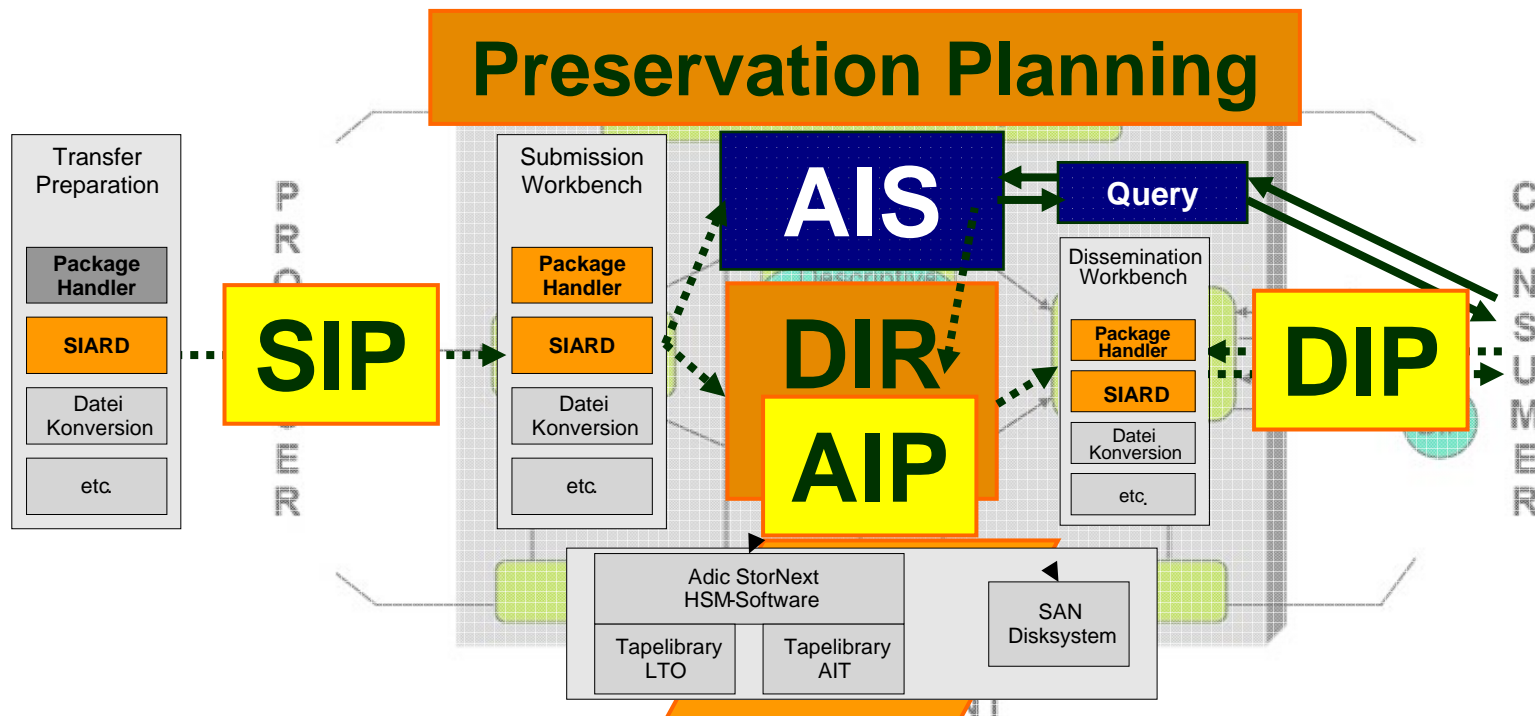 Preservation Planning
Transfer
Preparation
Package
Handler
SIARD
Datei
Konversion
etc.
SIP
Submission
Workbench
Package
Handler
SIARD
Datei
Konversion
etc.
AIS
Query
DIR
AIP
Dissemination
Workbench
Package
Handler
SIARD
Datei
Konversion
etc.
DIP
CONSUMER
Adic StorNext
HSM-Software
Tapelibrary
LTO
Tapelibrary
AIT
SAN
Disksystem